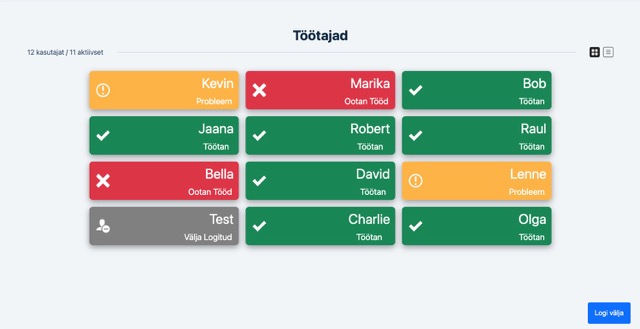 Töötajad
12 kasutajat / 11 aktiivset
Kevin
Probleem
Marika
Ootan Tööd
Bob
Töötan
Jaana
Töötan
Robert
Töötan
Raul
Töötan
Bella
Ootan Tööd
David
Töötan
Lenne
Probleem
Test
Välja Logitud
Charlie
Töötan
Olga
Töötan
Logi välja